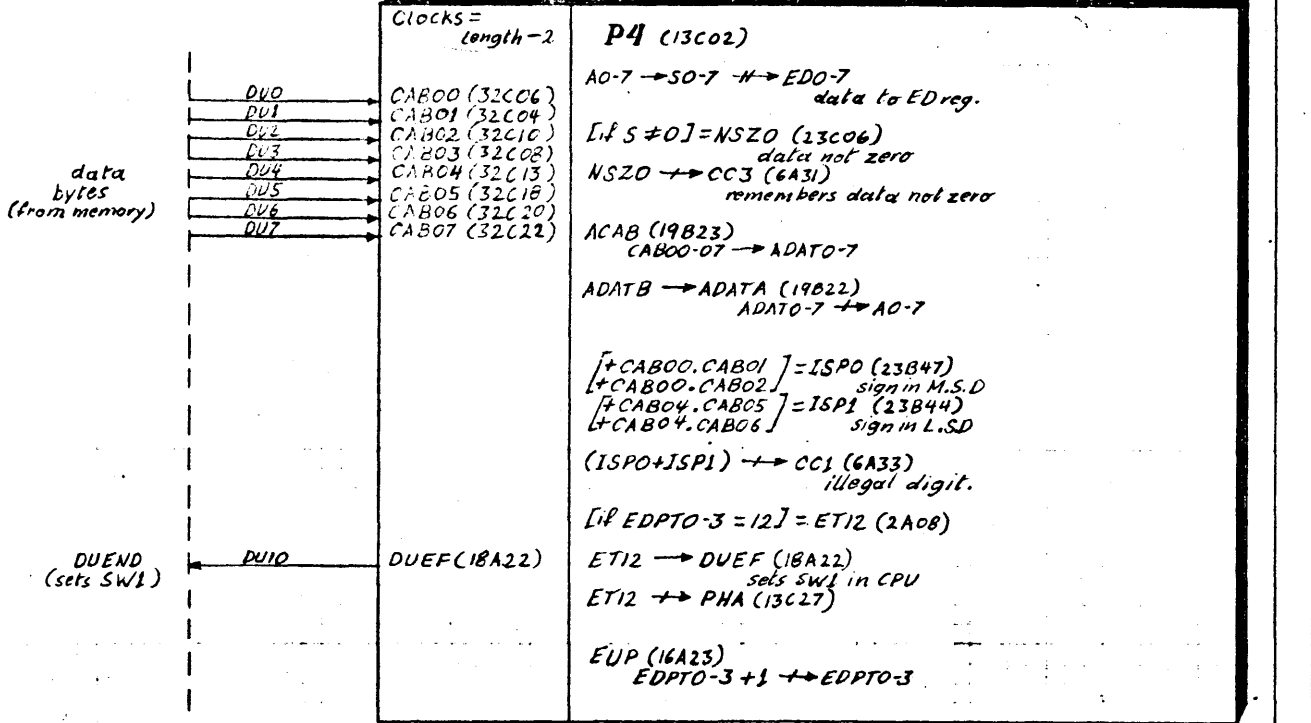 Clocks =
Length-2
P4 (13C02)
A0-7 → S0-7 -//→ ED0-7
data to ED reg.
DU0 CAB00 (32C06)
DU1 CAB01 (32C04)
DU2 CAB02 (32C10)
DU3 CAB03 (32C08)
DU4 CAB04 (32C13)
DU5 CAB05 (32C18)
DU6 CAB06 (32C20)
DU7 CAB07 (32C22)
data
bytes
(from memory)
[if S ≠ 0] = NSZ0 (23C06)
data not zero
NSZ0 -/→ CC3 (6A31)
remembers data not zero
ACAB (19B23)
CAB00-07 → ADAT0-7
ADATB → ADATA (19B22)
ADAT0-7 -/→ A0-7
[+CAB00.CAB01
+CAB00.CAB02] = ISP0 (23B47)
sign in M.S.D
[+CAB04.CAB05
+CAB04.CAB06] = ISP1 (23B44)
sign in L.SD
(ISP0+ISP1) -/→ CC1 (6A33)
illegal digit.
[if EDPT0-3 = 12] = ET12 (2A08)
DUEND
(sets SW1)
DU10
DUEF (18A22)
ET12 → DUEF (18A22)
sets SW1 in CPU
ET12 -/→ PHA (13C27)
EUP (16A23)
EDPT0-3 +1 -/→ EDPT0-3